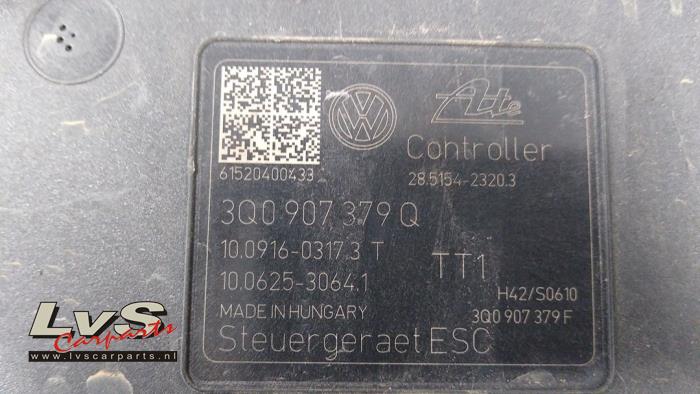 Ate
Controller
61520400433
28.5154-2320.3
3Q0 907 379 Q
10.0916-0317.3 T
10.0625-3064.1
TT1
H42/S0610
MADE IN HUNGARY
3Q0 907 379 F
Steuergeraet ESC
LvS
Carparts
www.lvscarparts.nl